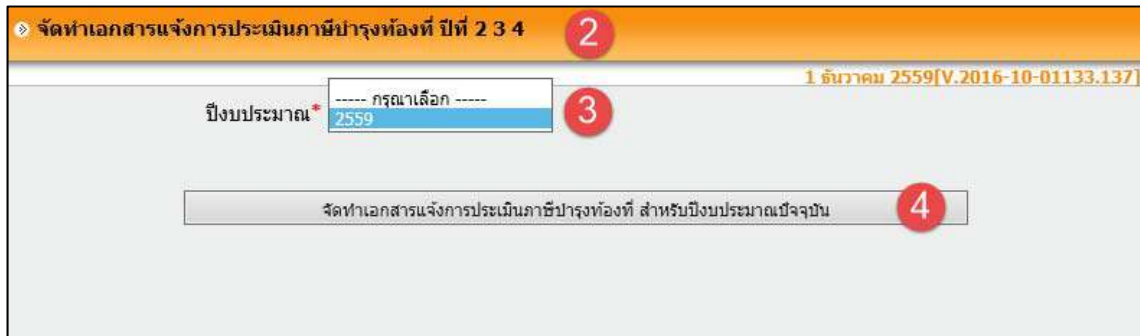 จัดทำเอกสารแจ้งการประเมินภาษีบำรุงท้องที่ ปีที่ 2 3 4 2
1 ธันวาคม 2559[V.2016-10-01133.137]
----- กรุณาเลือก -----
ปีงบประมาณ* 2559 3
จัดทำเอกสารแจ้งการประเมินภาษีบำรุงท้องที่ สำหรับปีงบประมาณปัจจุบัน 4